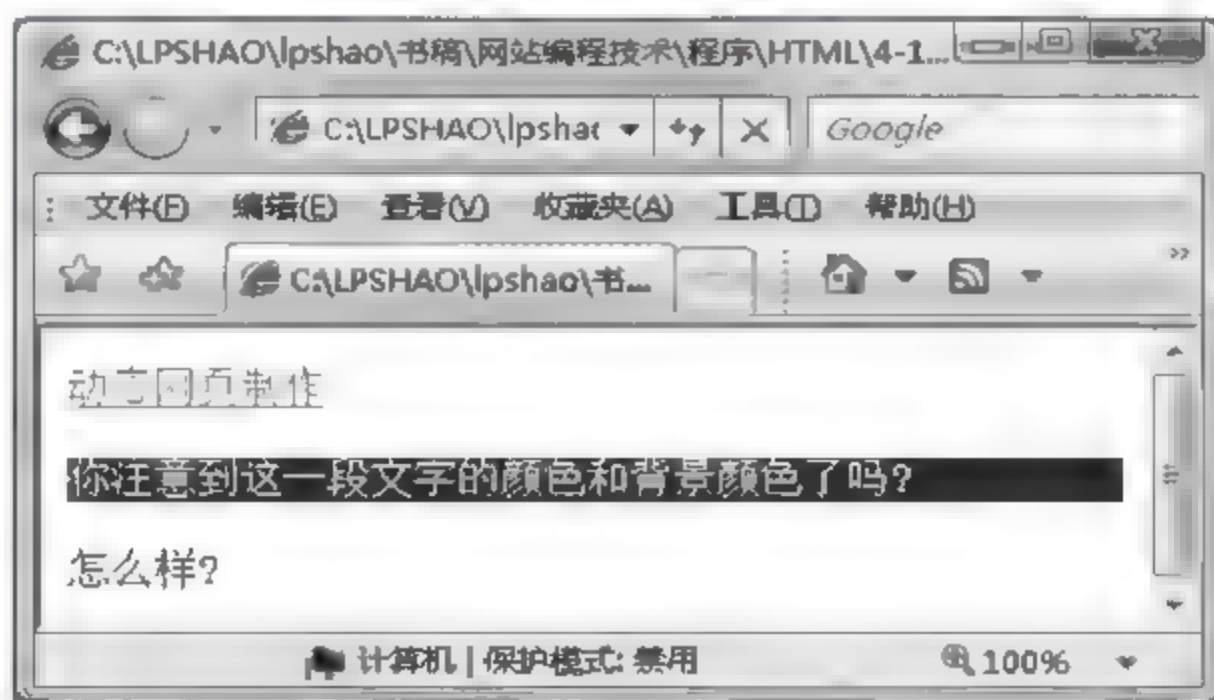 C:\LPSHAO\lpshao\书稿\网站编程技术\程序\HTML\4-1...
C:\LPSHAO\lpshac Google
文件(F) 编辑(E) 查看(V) 收藏夹(A) 工具(T) 帮助(H)
C:\LPSHAO\lpshao\书...
动态网页制作
你注意到这一段文字的颜色和背景颜色了吗?
怎么样?
计算机 | 保护模式: 禁用 100%